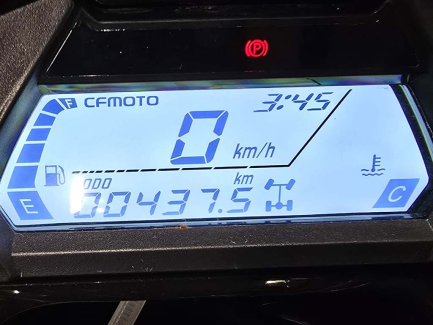 P
F CFMOTO 3:45
0 km/h
ODO km
00437.5
E C